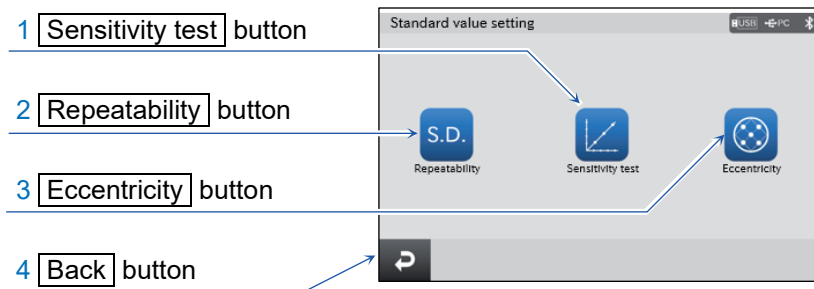 1 Sensitivity test button
2 Repeatability button
3 Eccentricity button
4 Back button
Standard value setting
USB PC
S.D.
Repeatability
Sensitivity test
Eccentricity